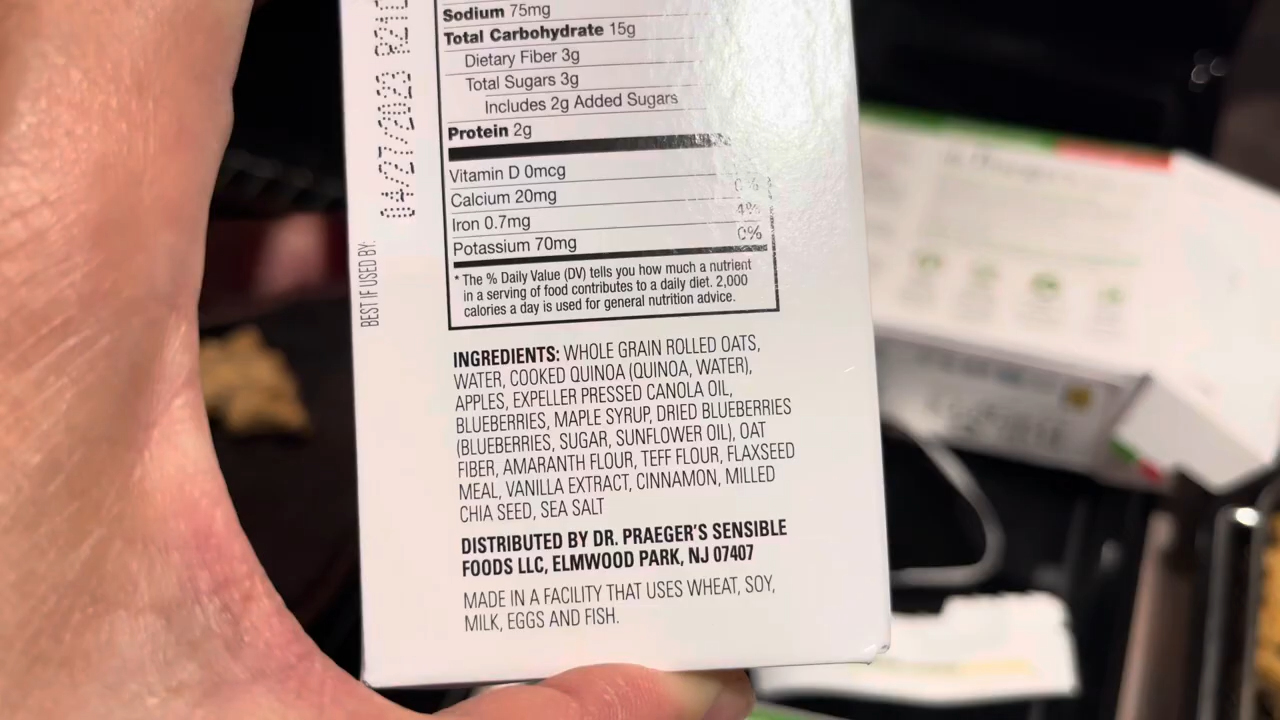 Sodium 75mg
Total Carbohydrate 15g
Dietary Fiber 3g
Total Sugars 3g
Includes 2g Added Sugars
Protein 2g
Vitamin D 0mcg
Calcium 20mg 0%
Iron 0.7mg 4%
Potassium 70mg 0%
* The % Daily Value (DV) tells you how much a nutrient
in a serving of food contributes to a daily diet. 2,000
calories a day is used for general nutrition advice.
BEST IF USED BY:
04/27/2023
INGREDIENTS: WHOLE GRAIN ROLLED OATS,
WATER, COOKED QUINOA (QUINOA, WATER),
APPLES, EXPELLER PRESSED CANOLA OIL,
BLUEBERRIES, MAPLE SYRUP, DRIED BLUEBERRIES
(BLUEBERRIES, SUGAR, SUNFLOWER OIL), OAT
FIBER, AMARANTH FLOUR, TEFF FLOUR, FLAXSEED
MEAL, VANILLA EXTRACT, CINNAMON, MILLED
CHIA SEED, SEA SALT
DISTRIBUTED BY DR. PRAEGER'S SENSIBLE
FOODS LLC, ELMWOOD PARK, NJ 07407
MADE IN A FACILITY THAT USES WHEAT, SOY,
MILK, EGGS AND FISH.